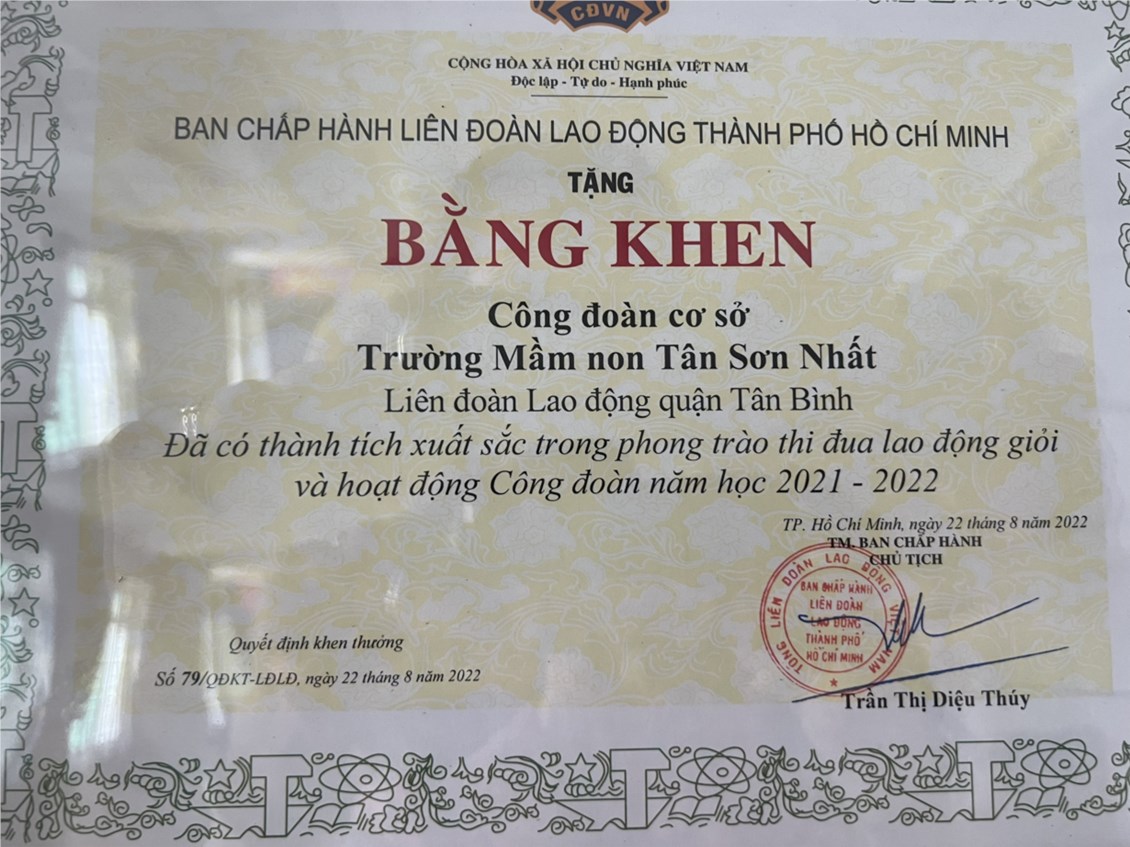 CĐVN
CỘNG HÒA XÃ HỘI CHỦ NGHĨA VIỆT NAM
Độc lập - Tự do - Hạnh phúc
BAN CHẤP HÀNH LIÊN ĐOÀN LAO ĐỘNG THÀNH PHỐ HỒ CHÍ MINH
TẶNG
BẰNG KHEN
Công đoàn cơ sở
Trường Mầm non Tân Sơn Nhất
Liên đoàn Lao động quận Tân Bình
Đã có thành tích xuất sắc trong phong trào thi đua lao động giỏi
và hoạt động Công đoàn năm học 2021 - 2022
TP. Hồ Chí Minh, ngày 22 tháng 8 năm 2022
TM. BAN CHẤP HÀNH
CHỦ TỊCH
TỔNG LIÊN ĐOÀN LAO ĐỘNG VIỆT NAM
BAN CHẤP HÀNH
LIÊN ĐOÀN
LAO ĐỘNG
THÀNH PHỐ
HỒ CHÍ MINH
Quyết định khen thưởng
Số 79/QĐKT-LĐLĐ, ngày 22 tháng 8 năm 2022
Trần Thị Diệu Thúy